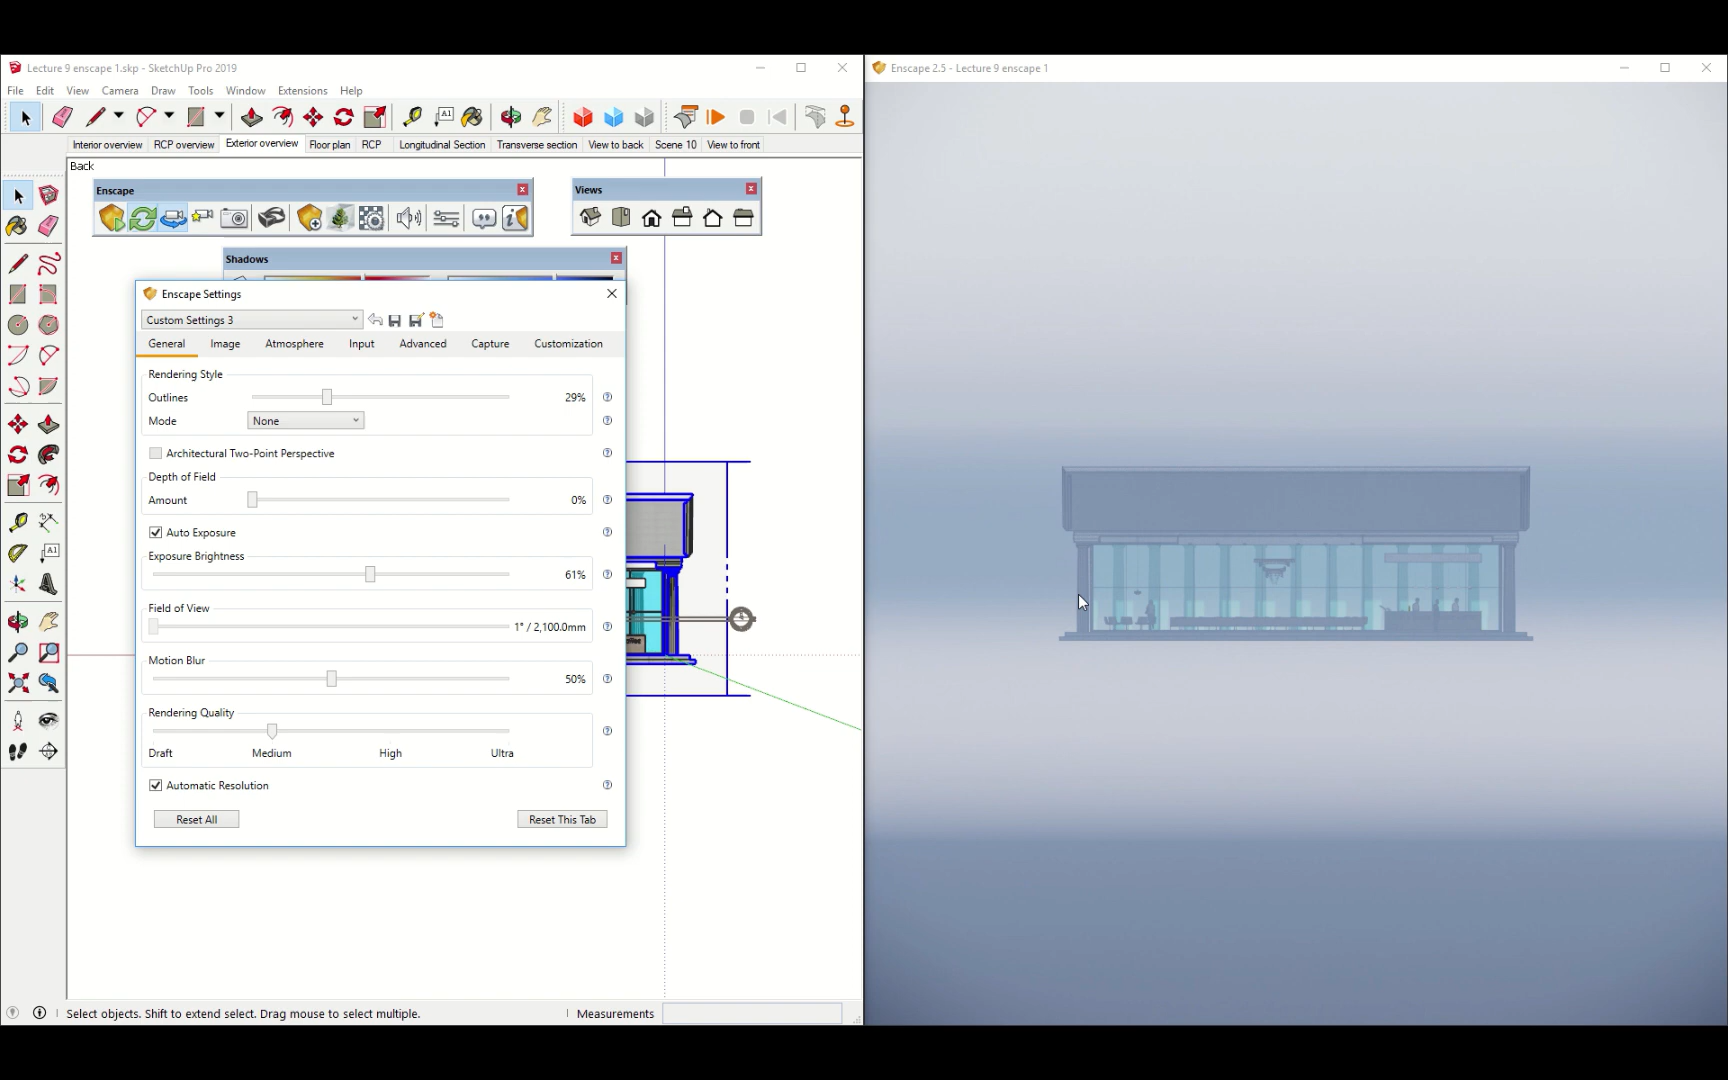 Lecture 9 enscape 1.skp - SketchUp Pro 2019
File Edit View Camera Draw Tools Window Extensions Help
A1
Interior overview RCP overview Exterior overview Floor plan RCP Longitudinal Section Transverse section View to back Scene 10 View to front
Back
Enscape
Views
Shadows
Enscape Settings
Custom Settings 3
General Image Atmosphere Input Advanced Capture Customization
Rendering Style
Outlines 29%
Mode None
Architectural Two-Point Perspective
Depth of Field
Amount 0%
Auto Exposure
Exposure Brightness
61%
Field of View
1° / 2,100.0mm
Motion Blur
50%
Rendering Quality
Draft Medium High Ultra
Automatic Resolution
Reset All Reset This Tab
A1
Select objects. Shift to extend select. Drag mouse to select multiple. Measurements
Enscape 2.5 - Lecture 9 enscape 1